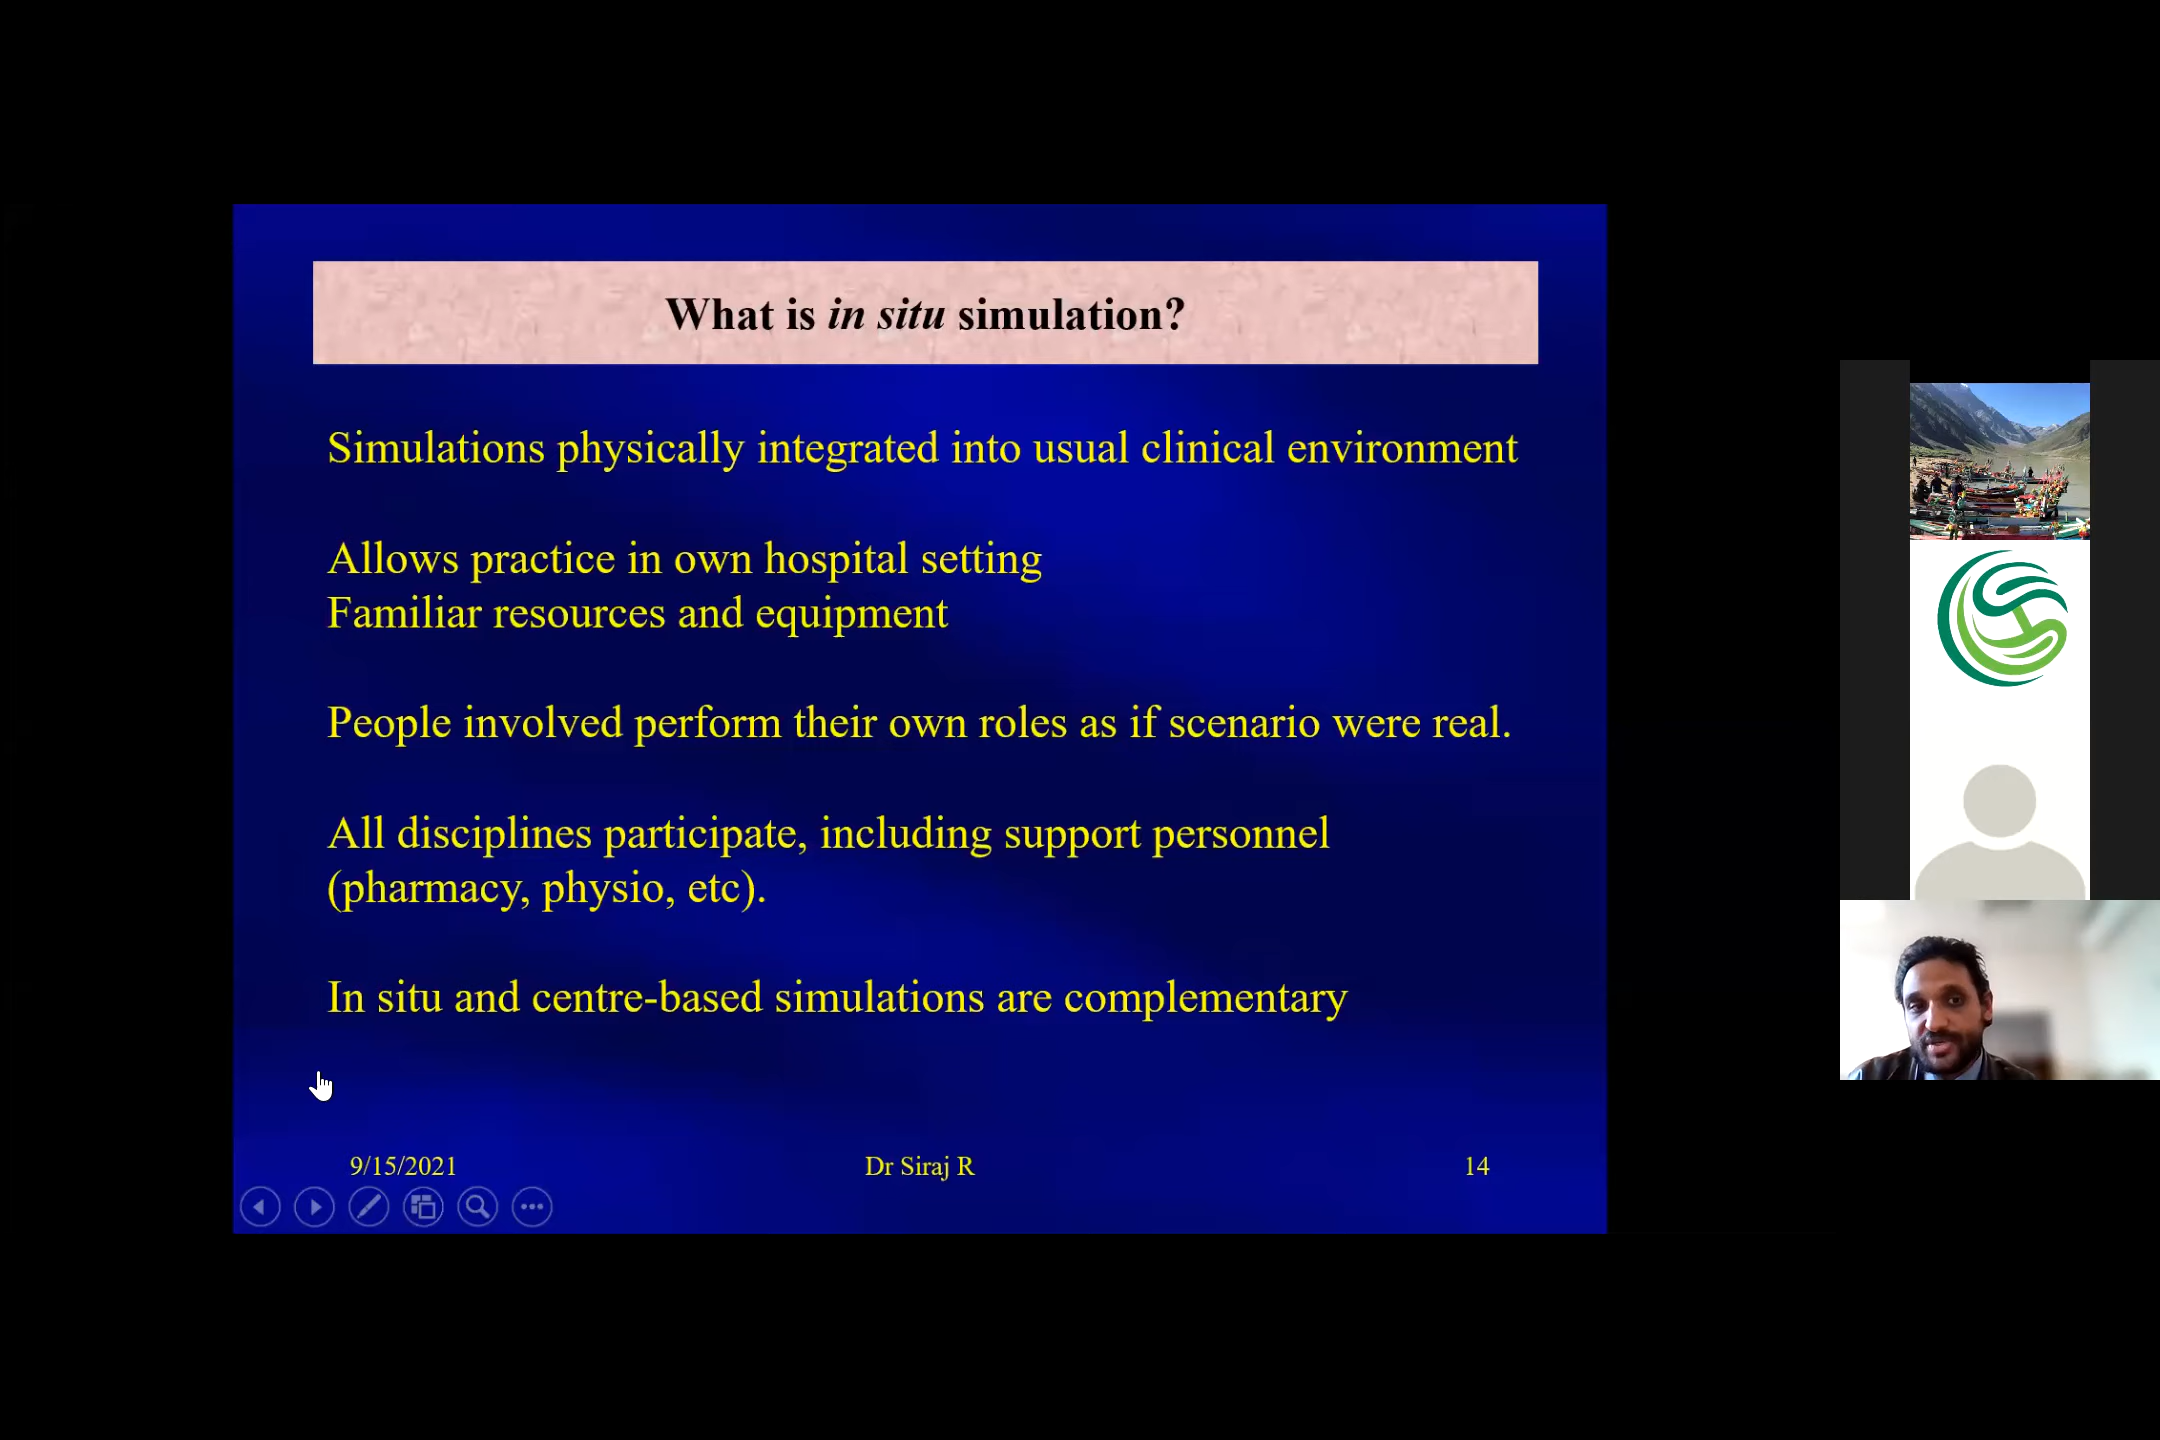 What is in situ simulation?
Simulations physically integrated into usual clinical environment
Allows practice in own hospital setting
Familiar resources and equipment
People involved perform their own roles as if scenario were real.
All disciplines participate, including support personnel
(pharmacy, physio, etc).
In situ and centre-based simulations are complementary
9/15/2021
Dr Siraj R
14